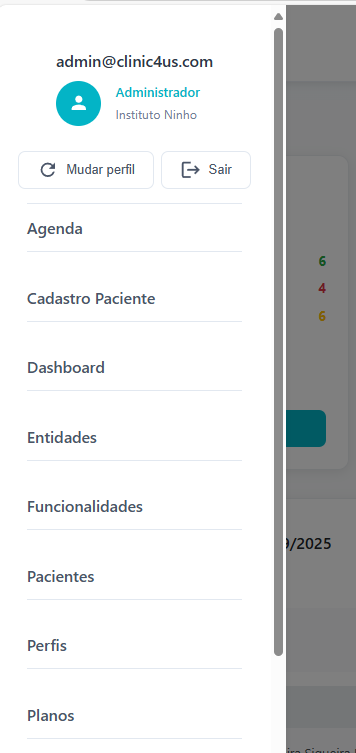 admin@clinic4us.com
Administrador
Instituto Ninho
Mudar perfil
Sair
Agenda
Cadastro Paciente
6
4
6
Dashboard
Entidades
Funcionalidades
9/2025
Pacientes
Perfis
Planos